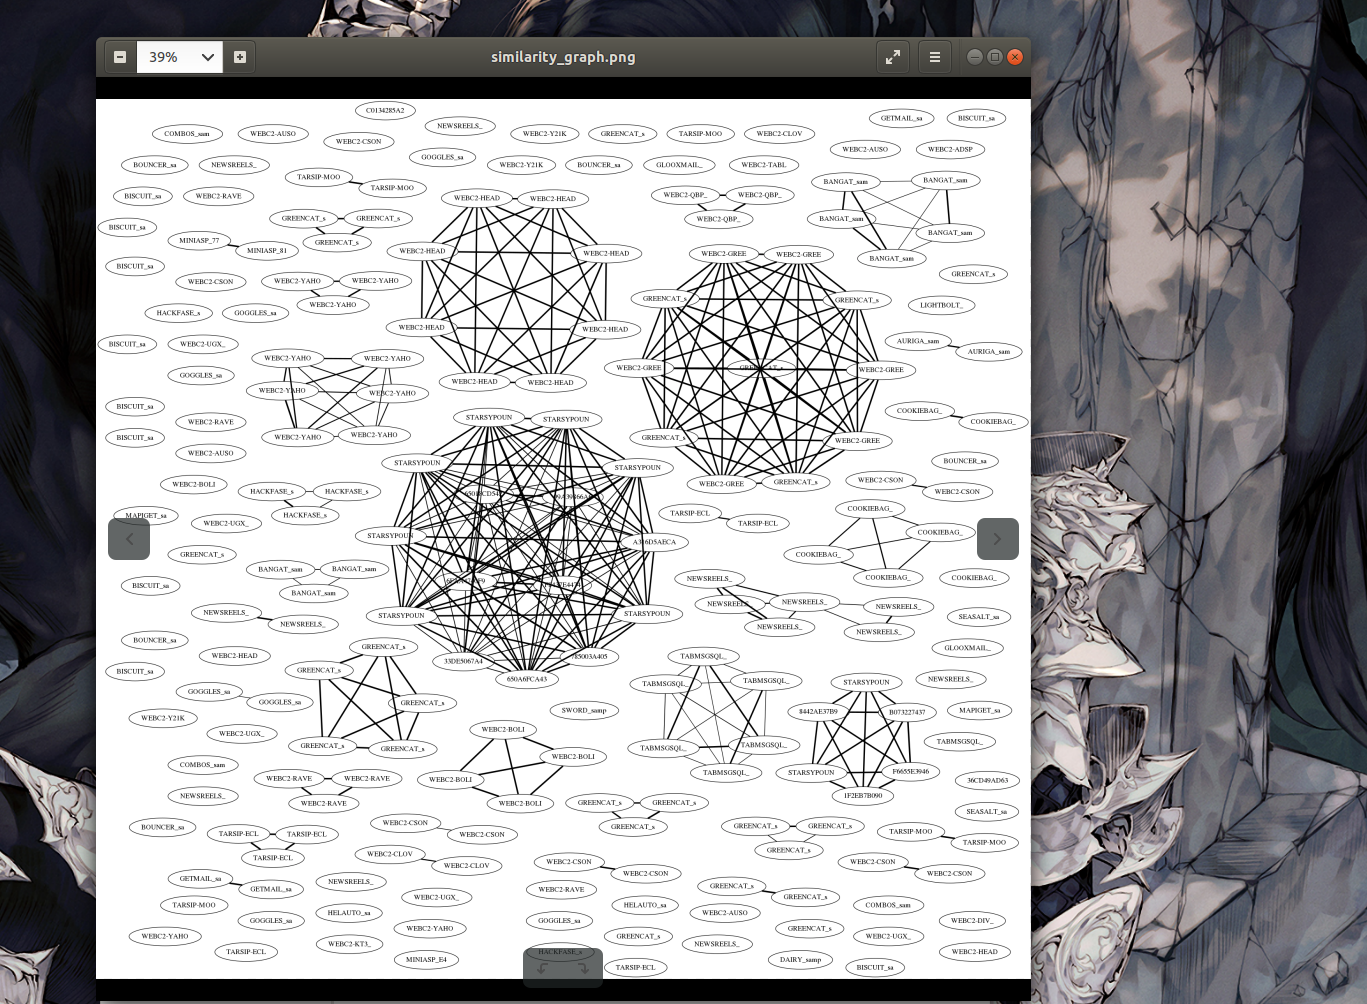 39%
similarity_graph.png
C0134285A2
GETMAIL_sa
BISCUIT_sa
NEWSREELS_
COMBOS_sam
WEBC2-AUSO
WEBC2-Y21K
GREENCAT_s
TARSIP-MOO
WEBC2-CLOV
WEBC2-CSON
WEBC2-AUSO
WEBC2-ADSP
GOGGLES_sa
BOUNCER_sa
NEWSREELS_
WEBC2-Y21K
BOUNCER_sa
GLOOXMAIL_
WEBC2-TABL
TARSIP-MOO
TARSIP-MOO
BANGAT_sam
BANGAT_sam
BISCUIT_sa
WEBC2-RAVE
WEBC2-HEAD
WEBC2-HEAD
WEBC2-QBP_
WEBC2-QBP_
WEBC2-QBP_
GREENCAT_s
GREENCAT_s
BANGAT_sam
BISCUIT_sa
BANGAT_sam
MINIASP_77
GREENCAT_s
MINIASP_81
WEBC2-HEAD
WEBC2-HEAD
WEBC2-GREE
WEBC2-GREE
BANGAT_sam
BISCUIT_sa
GREENCAT_s
WEBC2-CSON
WEBC2-YAHO
WEBC2-YAHO
GREENCAT_s
GREENCAT_s
WEBC2-YAHO
LIGHTBOLT_
HACKFASE_s
GOGGLES_sa
WEBC2-HEAD
WEBC2-HEAD
BISCUIT_sa
WEBC2-UGX_
AURIGA_sam
AURIGA_sam
WEBC2-YAHO
WEBC2-YAHO
WEBC2-GREE
WEBC2-GREE
GOGGLES_sa
WEBC2-HEAD
WEBC2-HEAD
WEBC2-YAHO
WEBC2-YAHO
BISCUIT_sa
COOKIEBAG_
COOKIEBAG_
WEBC2-RAVE
STARSYPOUN
STARSYPOUN
BISCUIT_sa
WEBC2-YAHO
WEBC2-YAHO
GREENCAT_s
WEBC2-GREE
WEBC2-AUSO
BOUNCER_sa
STARSYPOUN
STARSYPOUN
WEBC2-BOLI
WEBC2-GREE
GREENCAT_s
WEBC2-CSON
WEBC2-CSON
HACKFASE_s
HACKFASE_s
COOKIEBAG_
MAPIGET_sa
HACKFASE_s
TARSIP-ECL
TARSIP-ECL
WEBC2-UGX_
STARSYPOUN
A316D5AECA
COOKIEBAG_
GREENCAT_s
COOKIEBAG_
BANGAT_sam
BANGAT_sam
COOKIEBAG_
COOKIEBAG_
BISCUIT_sa
BANGAT_sam
NEWSREELS_
NEWSREELS_
NEWSREELS_
NEWSREELS_
NEWSREELS_
NEWSREELS_
STARSYPOUN
STARSYPOUN
SEASALT_sa
NEWSREELS_
NEWSREELS_
NEWSREELS_
BOUNCER_sa
GREENCAT_s
GLOOXMAIL_
WEBC2-HEAD
33DE5067A4
TABMSGSQL_
BISCUIT_sa
GREENCAT_s
650A6FCA43
TABMSGSQL_
TABMSGSQL_
STARSYPOUN
NEWSREELS_
GOGGLES_sa
GOGGLES_sa
GREENCAT_s
SWORD_samp
8442AE37B9
B073227437
MAPIGET_sa
WEBC2-Y21K
WEBC2-UGX_
WEBC2-BOLI
GREENCAT_s
GREENCAT_s
TABMSGSQL_
TABMSGSQL_
TABMSGSQL_
WEBC2-BOLI
COMBOS_sam
TABMSGSQL_
STARSYPOUN
F6655E3946
WEBC2-RAVE
WEBC2-RAVE
WEBC2-BOLI
36CD49AD63
NEWSREELS_
WEBC2-RAVE
WEBC2-BOLI
GREENCAT_s
GREENCAT_s
1F2EB7B090
SEASALT_sa
BOUNCER_sa
WEBC2-CSON
WEBC2-CSON
GREENCAT_s
GREENCAT_s
GREENCAT_s
TARSIP-MOO
TARSIP-MOO
TARSIP-ECL
TARSIP-ECL
TARSIP-ECL
WEBC2-CLOV
WEBC2-CLOV
GREENCAT_s
WEBC2-CSON
WEBC2-CSON
WEBC2-CSON
WEBC2-CSON
GETMAIL_sa
GETMAIL_sa
NEWSREELS_
WEBC2-RAVE
GREENCAT_s
GREENCAT_s
TARSIP-MOO
WEBC2-UGX_
HELAUTO_sa
HELAUTO_sa
WEBC2-AUSO
COMBOS_sam
GOGGLES_sa
GOGGLES_sa
WEBC2-DIV_
WEBC2-YAHO
WEBC2-YAHO
GREENCAT_s
GREENCAT_s
WEBC2-UGX_
WEBC2-KT3_
NEWSREELS_
TARSIP-ECL
HACKFASE_s
WEBC2-HEAD
MINIASP_E4
TARSIP-ECL
DAIRY_samp
BISCUIT_sa